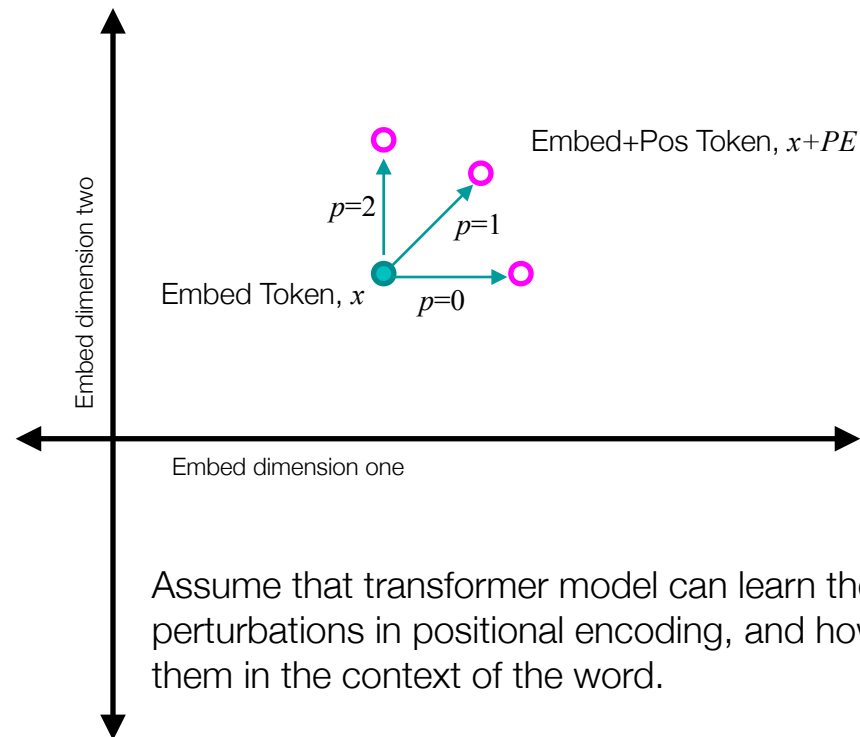 Embed dimension two
Embed+Pos Token, x+PE
p=2
p=1
Embed Token, x
p=0
Embed dimension one
Assume that transformer model can learn the
perturbations in positional encoding, and how
them in the context of the word.